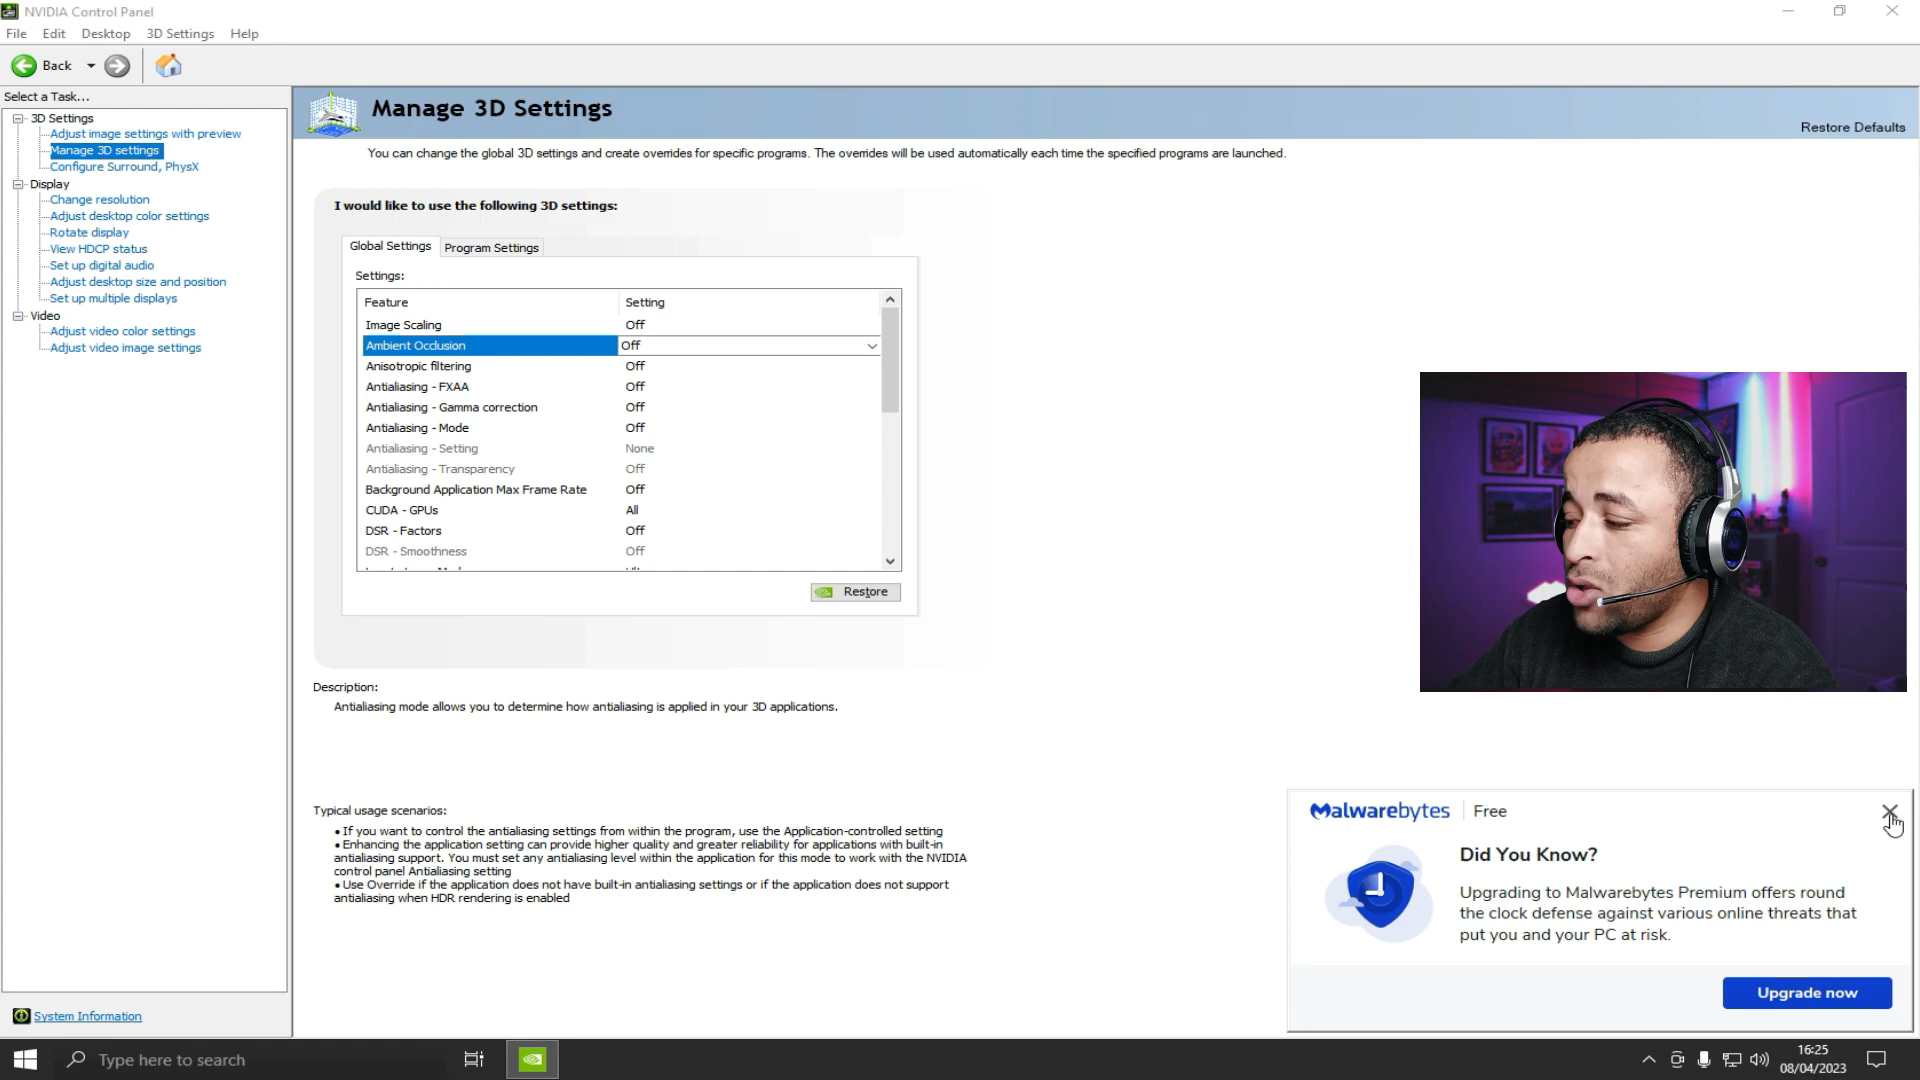 NVIDIA Control Panel
File Edit Desktop 3D Settings Help
Back
Select a Task...
3D Settings
Adjust image settings with preview
Manage 3D settings
Configure Surround, PhysX
Display
Change resolution
Adjust desktop color settings
Rotate display
View HDCP status
Set up digital audio
Adjust desktop size and position
Set up multiple displays
Video
Adjust video color settings
Adjust video image settings
System Information
Manage 3D Settings
Restore Defaults
You can change the global 3D settings and create overrides for specific programs. The overrides will be used automatically each time the specified programs are launched.
I would like to use the following 3D settings:
Global Settings Program Settings
Settings:
Feature Setting
Image Scaling Off
Ambient Occlusion Off
Anisotropic filtering Off
Antialiasing - FXAA Off
Antialiasing - Gamma correction Off
Antialiasing - Mode Off
Antialiasing - Setting None
Antialiasing - Transparency Off
Background Application Max Frame Rate Off
CUDA - GPUs All
DSR - Factors Off
DSR - Smoothness Off
Restore
Description:
Antialiasing mode allows you to determine how antialiasing is applied in your 3D applications.
Typical usage scenarios:
• If you want to control the antialiasing settings from within the program, use the Application-controlled setting
• Enhancing the application setting can provide higher quality and greater reliability for applications with built-in
antialiasing support. You must set any antialiasing level within the application for this mode to work with the NVIDIA
control panel Antialiasing setting
• Use Override if the application does not have built-in antialiasing settings or if the application does not support
antialiasing when HDR rendering is enabled
Malwarebytes Free
Did You Know?
Upgrading to Malwarebytes Premium offers round
the clock defense against various online threats that
put you and your PC at risk.
Upgrade now
Type here to search
16:25
08/04/2023